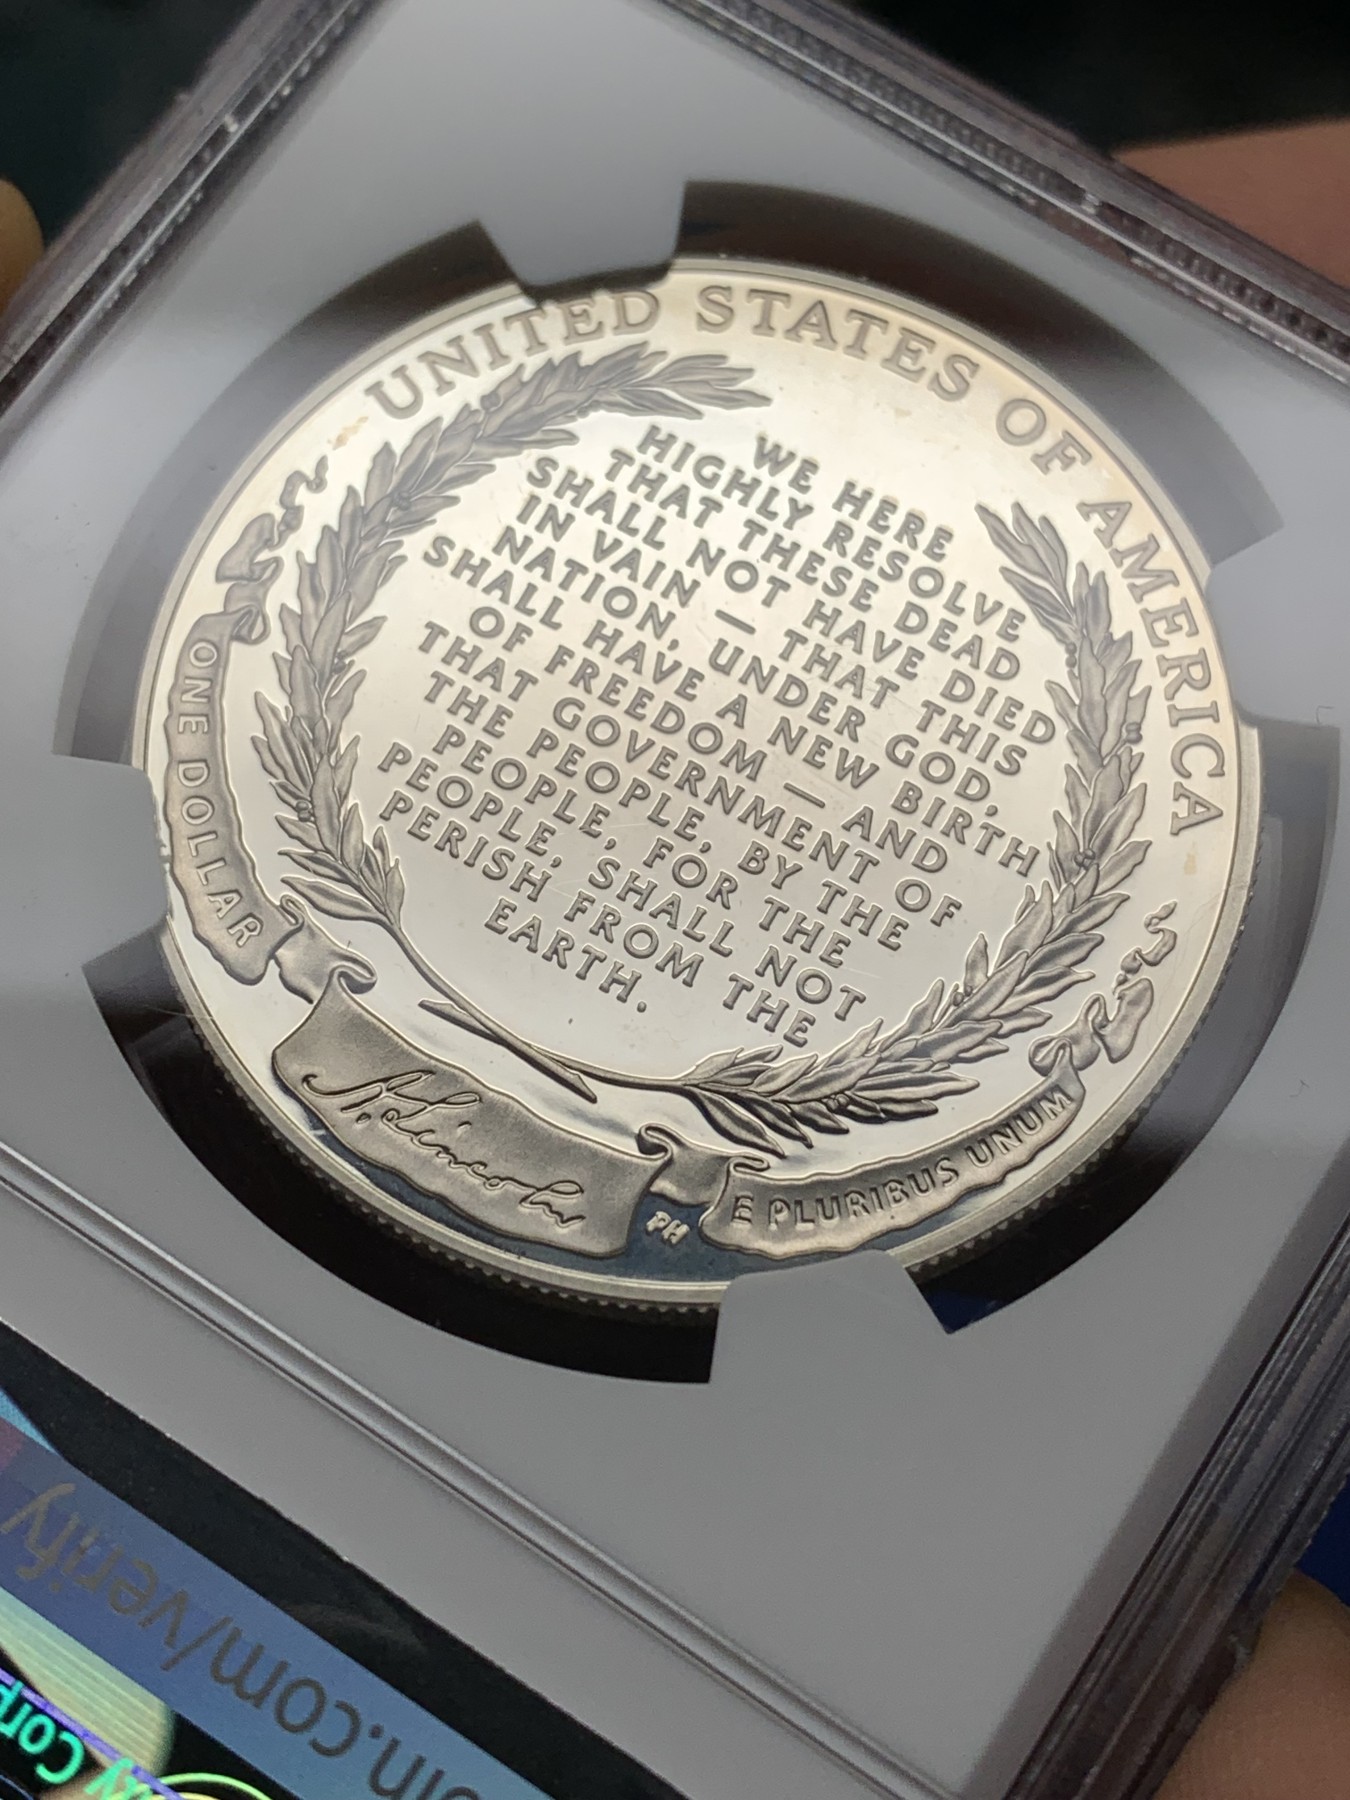 UNITED STATES OF AMERICA
WE HERE
HIGHLY RESOLVE
THAT THESE DEAD
SHALL NOT HAVE DIED
IN VAIN — THAT THIS
NATION, UNDER GOD,
SHALL HAVE A NEW BIRTH
OF FREEDOM — AND
THAT GOVERNMENT OF
THE PEOPLE, BY THE
PEOPLE, FOR THE
PEOPLE, SHALL NOT
PERISH FROM THE
EARTH.
ONE DOLLAR
A. Lincoln
PH
E PLURIBUS UNUM
in.com/verify